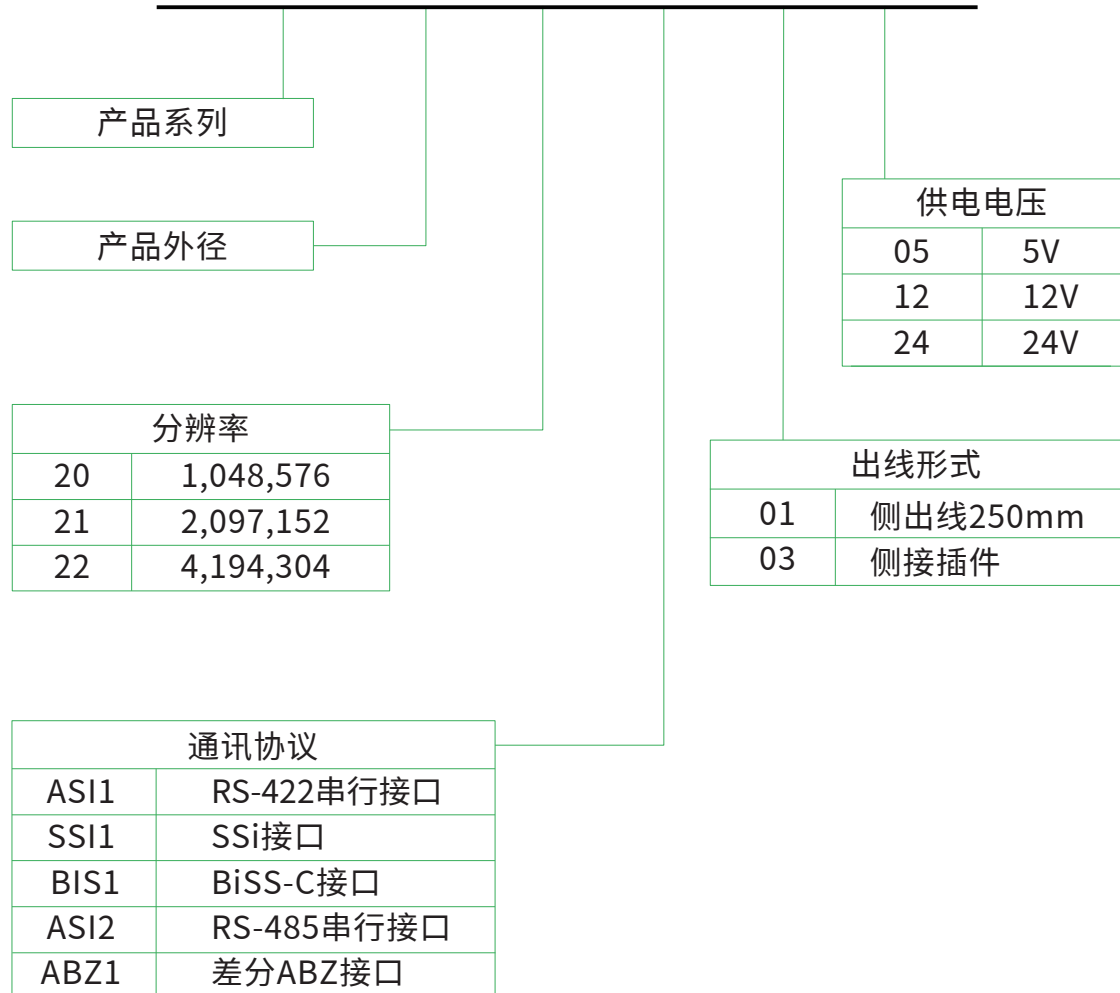 产品系列
产品外径
供电电压
05 5V
12 12V
24 24V
分辨率
20 1,048,576
21 2,097,152
22 4,194,304
出线形式
01 侧出线250mm
03 侧接插件
通讯协议
ASI1 RS-422串行接口
SSI1 SSi接口
BIS1 BiSS-C接口
ASI2 RS-485串行接口
ABZ1 差分ABZ接口